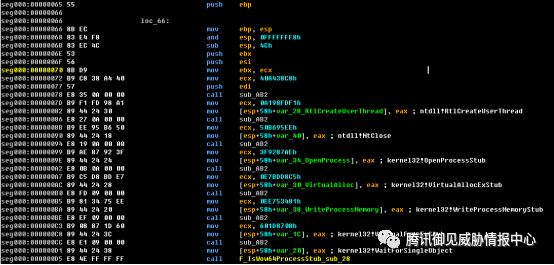 seg000:00000065 55 push ebp
seg000:00000066
seg000:00000066 loc_66:
seg000:00000066 8B EC mov ebp, esp
seg000:00000068 83 E4 F8 and esp, 0FFFFFFF8h
seg000:0000006B 83 EC 4C sub esp, 4Ch
seg000:0000006E 53 push ebx
seg000:0000006F 56 push esi
seg000:00000070 8B D9 mov ebx, ecx
seg000:00000072 B9 C8 30 A4 40 mov ecx, 40A430C8h
seg000:00000077 57 push edi
seg000:00000078 E8 35 0A 00 00 call sub_AB2
seg000:0000007D B9 F1 FD 98 A1 mov ecx, 0A198FDF1h
seg000:00000082 89 44 24 30 mov [esp+58h+var_28_RtlCreateUserThread], eax ; ntdll!RtlCreateUserThread
seg000:00000086 E8 27 0A 00 00 call sub_AB2
seg000:0000008B B9 EE 95 B6 50 mov ecx, 50B695EEh
seg000:00000090 89 44 24 18 mov [esp+58h+var_40], eax ; ntdll!NtClose
seg000:00000094 E8 19 0A 00 00 call sub_AB2
seg000:00000099 B9 AE 87 92 3F mov ecx, 3F9287AEh
seg000:0000009E 89 44 24 24 mov [esp+58h+var_34_OpenProcess], eax ; kernel32!OpenProcessStub
seg000:000000A2 E8 0B 0A 00 00 call sub_AB2
seg000:000000A7 B9 C5 D8 BD E7 mov ecx, 0E7BDD8C5h
seg000:000000AC 89 44 24 28 mov [esp+58h+var_30_VirtualAlloc], eax ; kernel32!VirtualAllocExStub
seg000:000000B0 E8 FD 09 00 00 call sub_AB2
seg000:000000B5 B9 81 34 75 EE mov ecx, 0EE753481h
seg000:000000BA 89 44 24 20 mov [esp+58h+var_38_WriteProcessMemory], eax ; kernel32!WriteProcessMemoryStub
seg000:000000BE E8 EF 09 00 00 call sub_AB2
seg000:000000C3 B9 08 87 1D 60 mov ecx, 601D8708h
seg000:000000C8 89 44 24 3C mov [esp+58h+var_1C], eax
seg000:000000CC E8 E1 09 00 00 call sub_AB2
seg000:000000D1 89 44 24 38 mov [esp+58h+var_20], eax
seg000:000000D5 E8 4E FF FF FF call F_IsWow64ProcessStub_sub_28
腾讯御见威胁情报中心